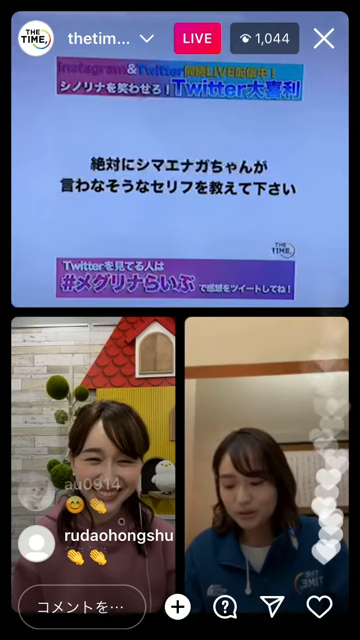 THE
TIME,
thetim...
LIVE
1,044
Instagram&Twitter同時LIVE配信中!
シノリナを笑わせろ!Twitter大喜利
絶対にシマエナガちゃんが
言わなそうなセリフを教えて下さい
THE
TIME,
Twitterを見てる人は
#メグリナらいぶ で感想をツイートしてね!
au0914
😊👏
rudaohongshu
👏👏
THE
TIME,
コメントを…